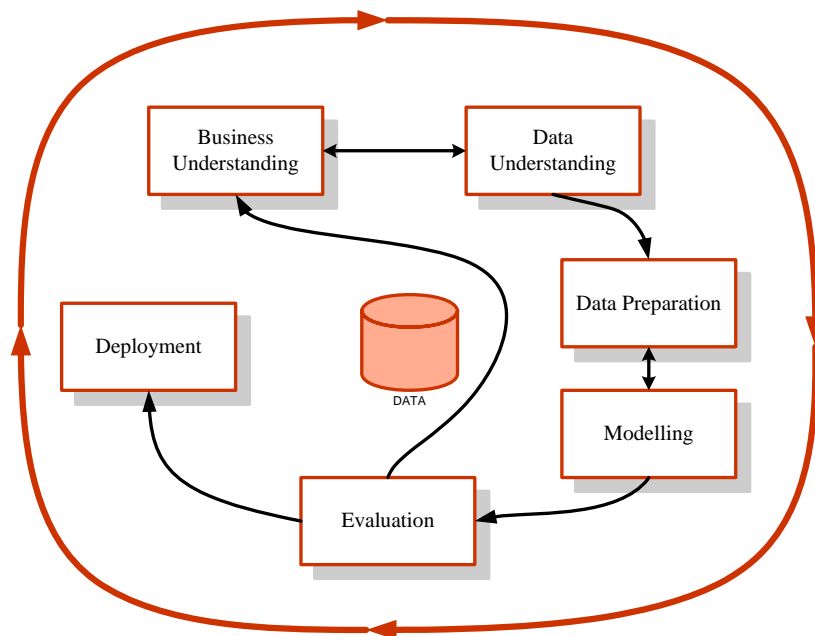 Business
Understanding
Data
Understanding
Data Preparation
Deployment
DATA
Modelling
Evaluation